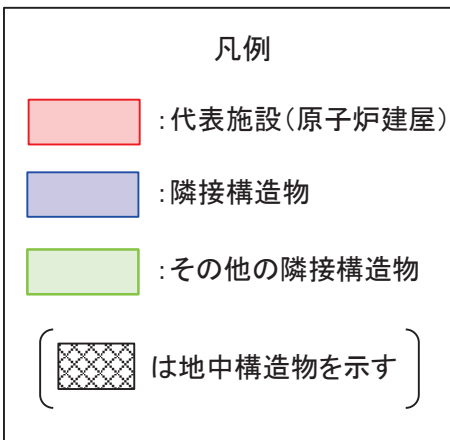 凡例
:代表施設(原子炉建屋)
:隣接構造物
:その他の隣接構造物
は地中構造物を示す